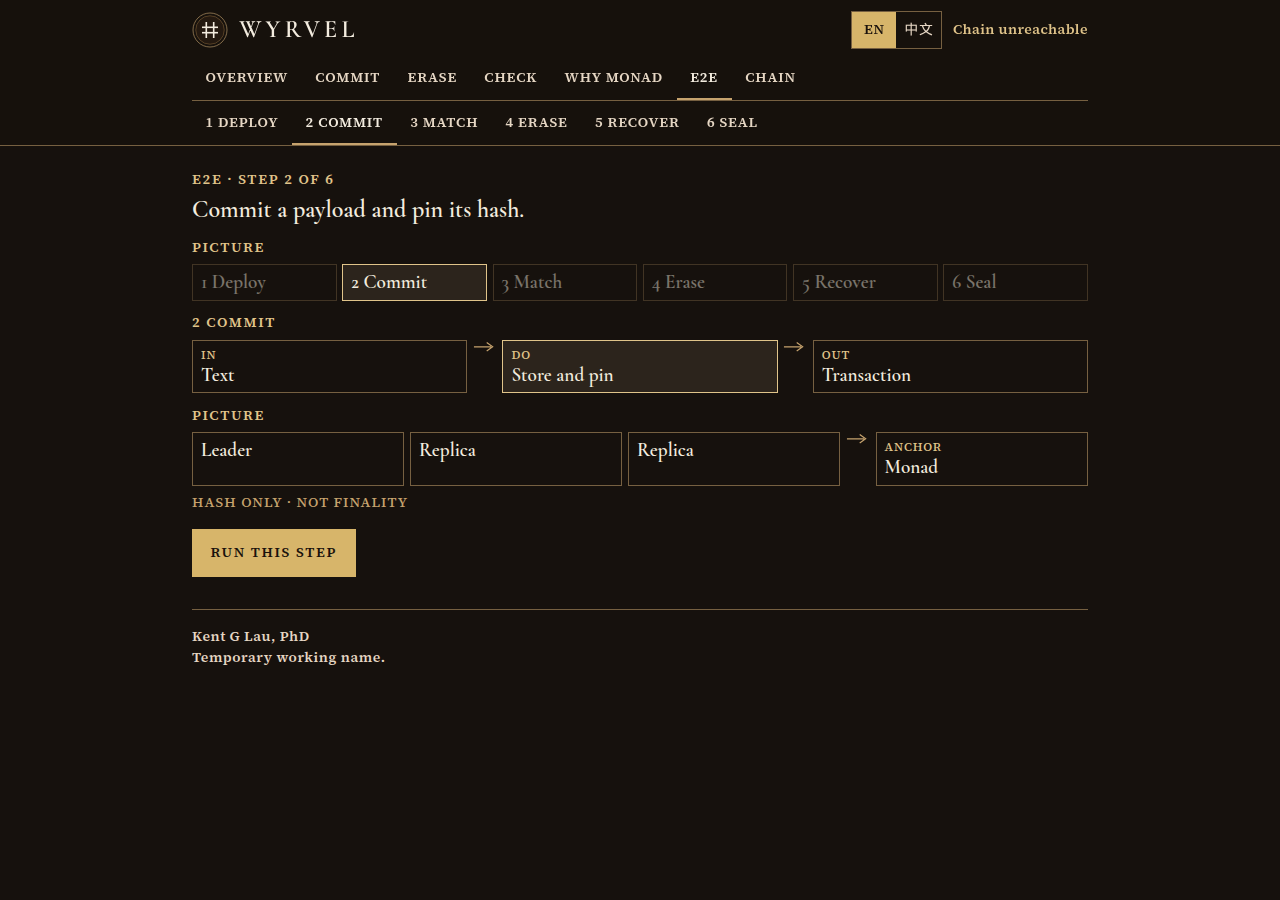 WYRVEL
EN 中文 Chain unreachable
OVERVIEW COMMIT ERASE CHECK WHY MONAD E2E CHAIN
1 DEPLOY 2 COMMIT 3 MATCH 4 ERASE 5 RECOVER 6 SEAL
E2E · STEP 2 OF 6
Commit a payload and pin its hash.
PICTURE
1 Deploy 2 Commit 3 Match 4 Erase 5 Recover 6 Seal
2 COMMIT
IN → DO → OUT
Text Store and pin Transaction
PICTURE
Leader Replica Replica → ANCHOR
Monad
HASH ONLY · NOT FINALITY
RUN THIS STEP
Kent G Lau, PhD
Temporary working name.